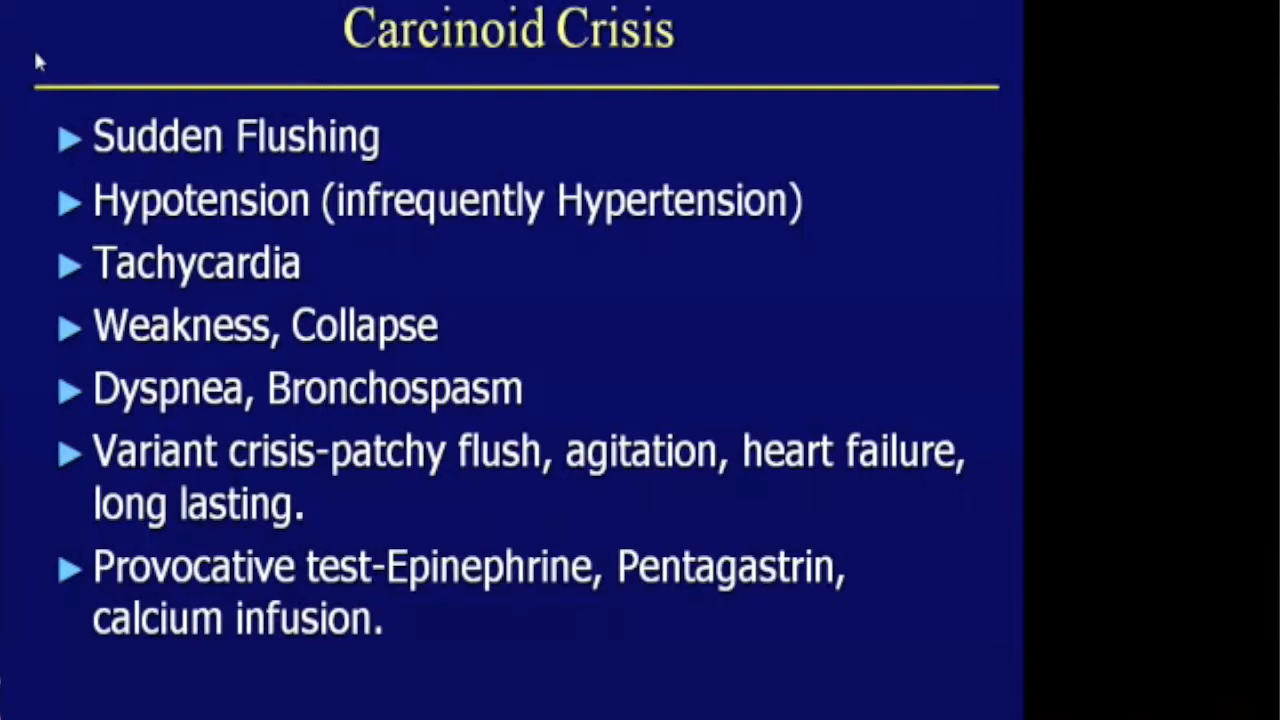 Carcinoid Crisis
Sudden Flushing
Hypotension (infrequently Hypertension)
Tachycardia
Weakness, Collapse
Dyspnea, Bronchospasm
Variant crisis-patchy flush, agitation, heart failure,
long lasting.
Provocative test-Epinephrine, Pentagastrin,
calcium infusion.